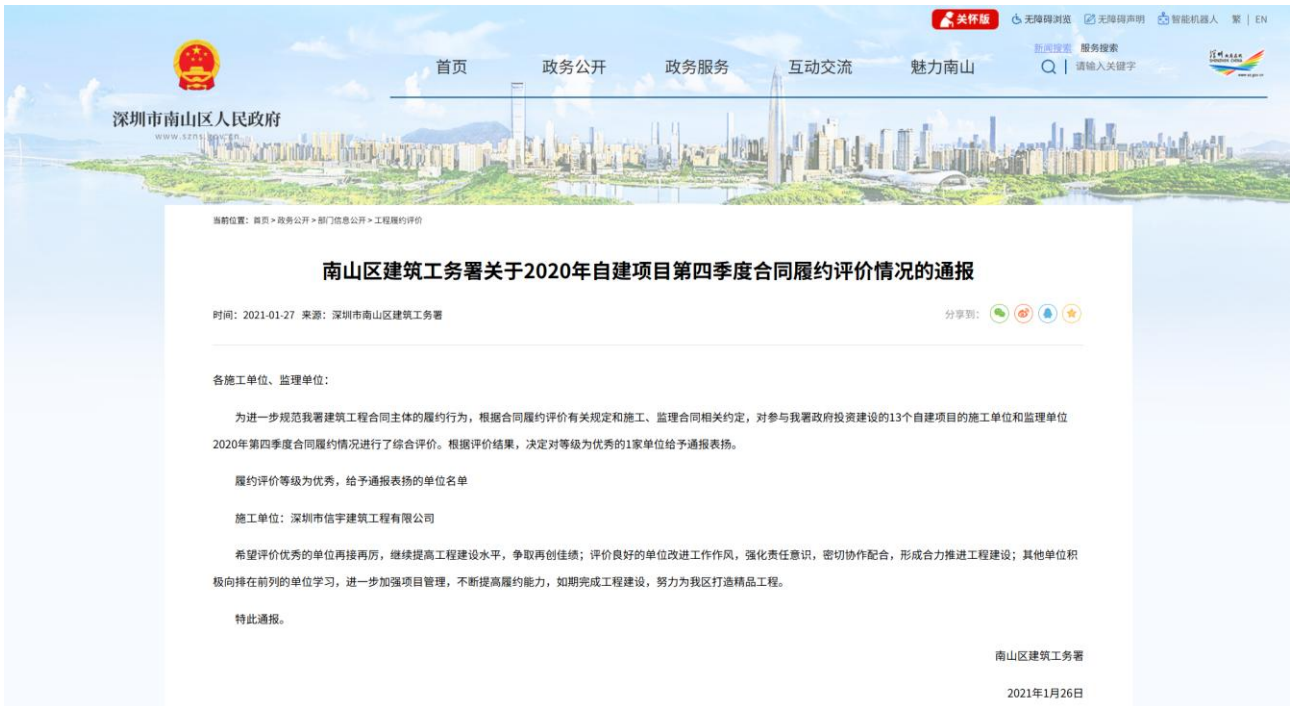 关怀版 无障碍浏览 无障碍声明 智能机器人 繁 | EN
新闻搜索 服务搜索
首页 政务公开 政务服务 互动交流 魅力南山 请输入关键字
深圳市南山区人民政府
www.szns.gov.cn
当前位置：首页 > 政务公开 > 部门信息公开 > 工程履约评价
南山区建筑工务署关于2020年自建项目第四季度合同履约评价情况的通报
时间：2021-01-27 来源：深圳市南山区建筑工务署 分享到：
各施工单位、监理单位：
为进一步规范我署建筑工程合同主体的履约行为，根据合同履约评价有关规定和施工、监理合同相关约定，对参与我署政府投资建设的13个自建项目的施工单位和监理单位
2020年第四季度合同履约情况进行了综合评价。根据评价结果，决定对等级为优秀的1家单位给予通报表扬。
履约评价等级为优秀，给予通报表扬的单位名单
施工单位：深圳市信宇建筑工程有限公司
希望评价优秀的单位再接再厉，继续提高工程建设水平，争取再创佳绩；评价良好的单位改进工作作风，强化责任意识，密切协作配合，形成合力推进工程建设；其他单位积
极向排在前列的单位学习，进一步加强项目管理，不断提高履约能力，如期完成工程建设，努力为我区打造精品工程。
特此通报。
南山区建筑工务署
2021年1月26日